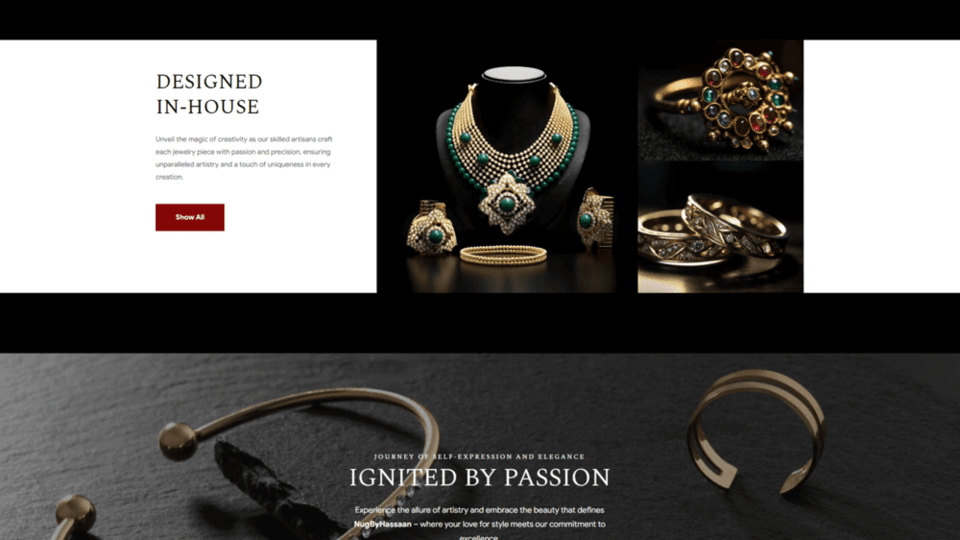 DESIGNED
IN-HOUSE
Unveil the magic of creativity as our skilled artisans craft
each jewelry piece with passion and precision, ensuring
unparalleled artistry and a touch of uniqueness in every
creation.
Show All
JOURNEY OF SELF-EXPRESSION AND ELEGANCE
IGNITED BY PASSION
Experience the allure of artistry and embrace the beauty that defines
NugByHassaan – where your love for style meets our commitment to
excellence